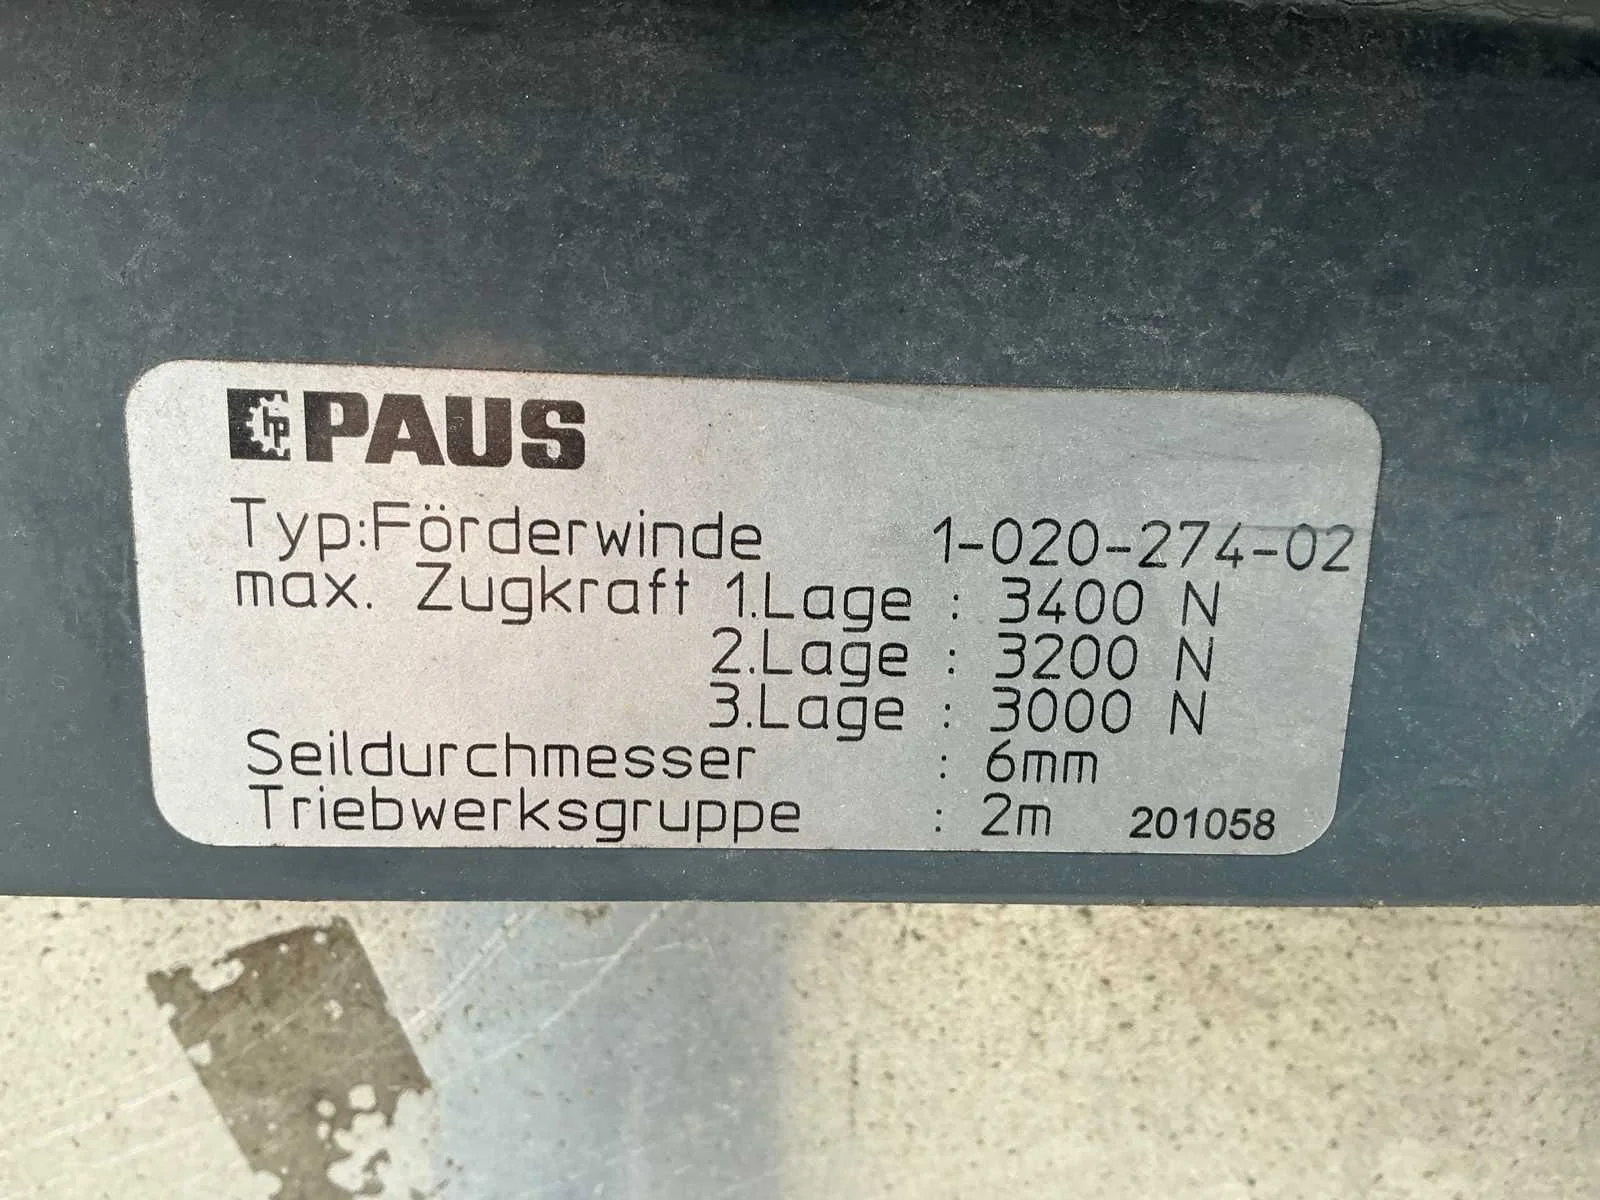 hp PAUS
Typ:Förderwinde 1-020-274-02
max. Zugkraft 1.Lage : 3400 N
2.Lage : 3200 N
3.Lage : 3000 N
Seildurchmesser : 6mm
Triebwerksgruppe : 2m 201058